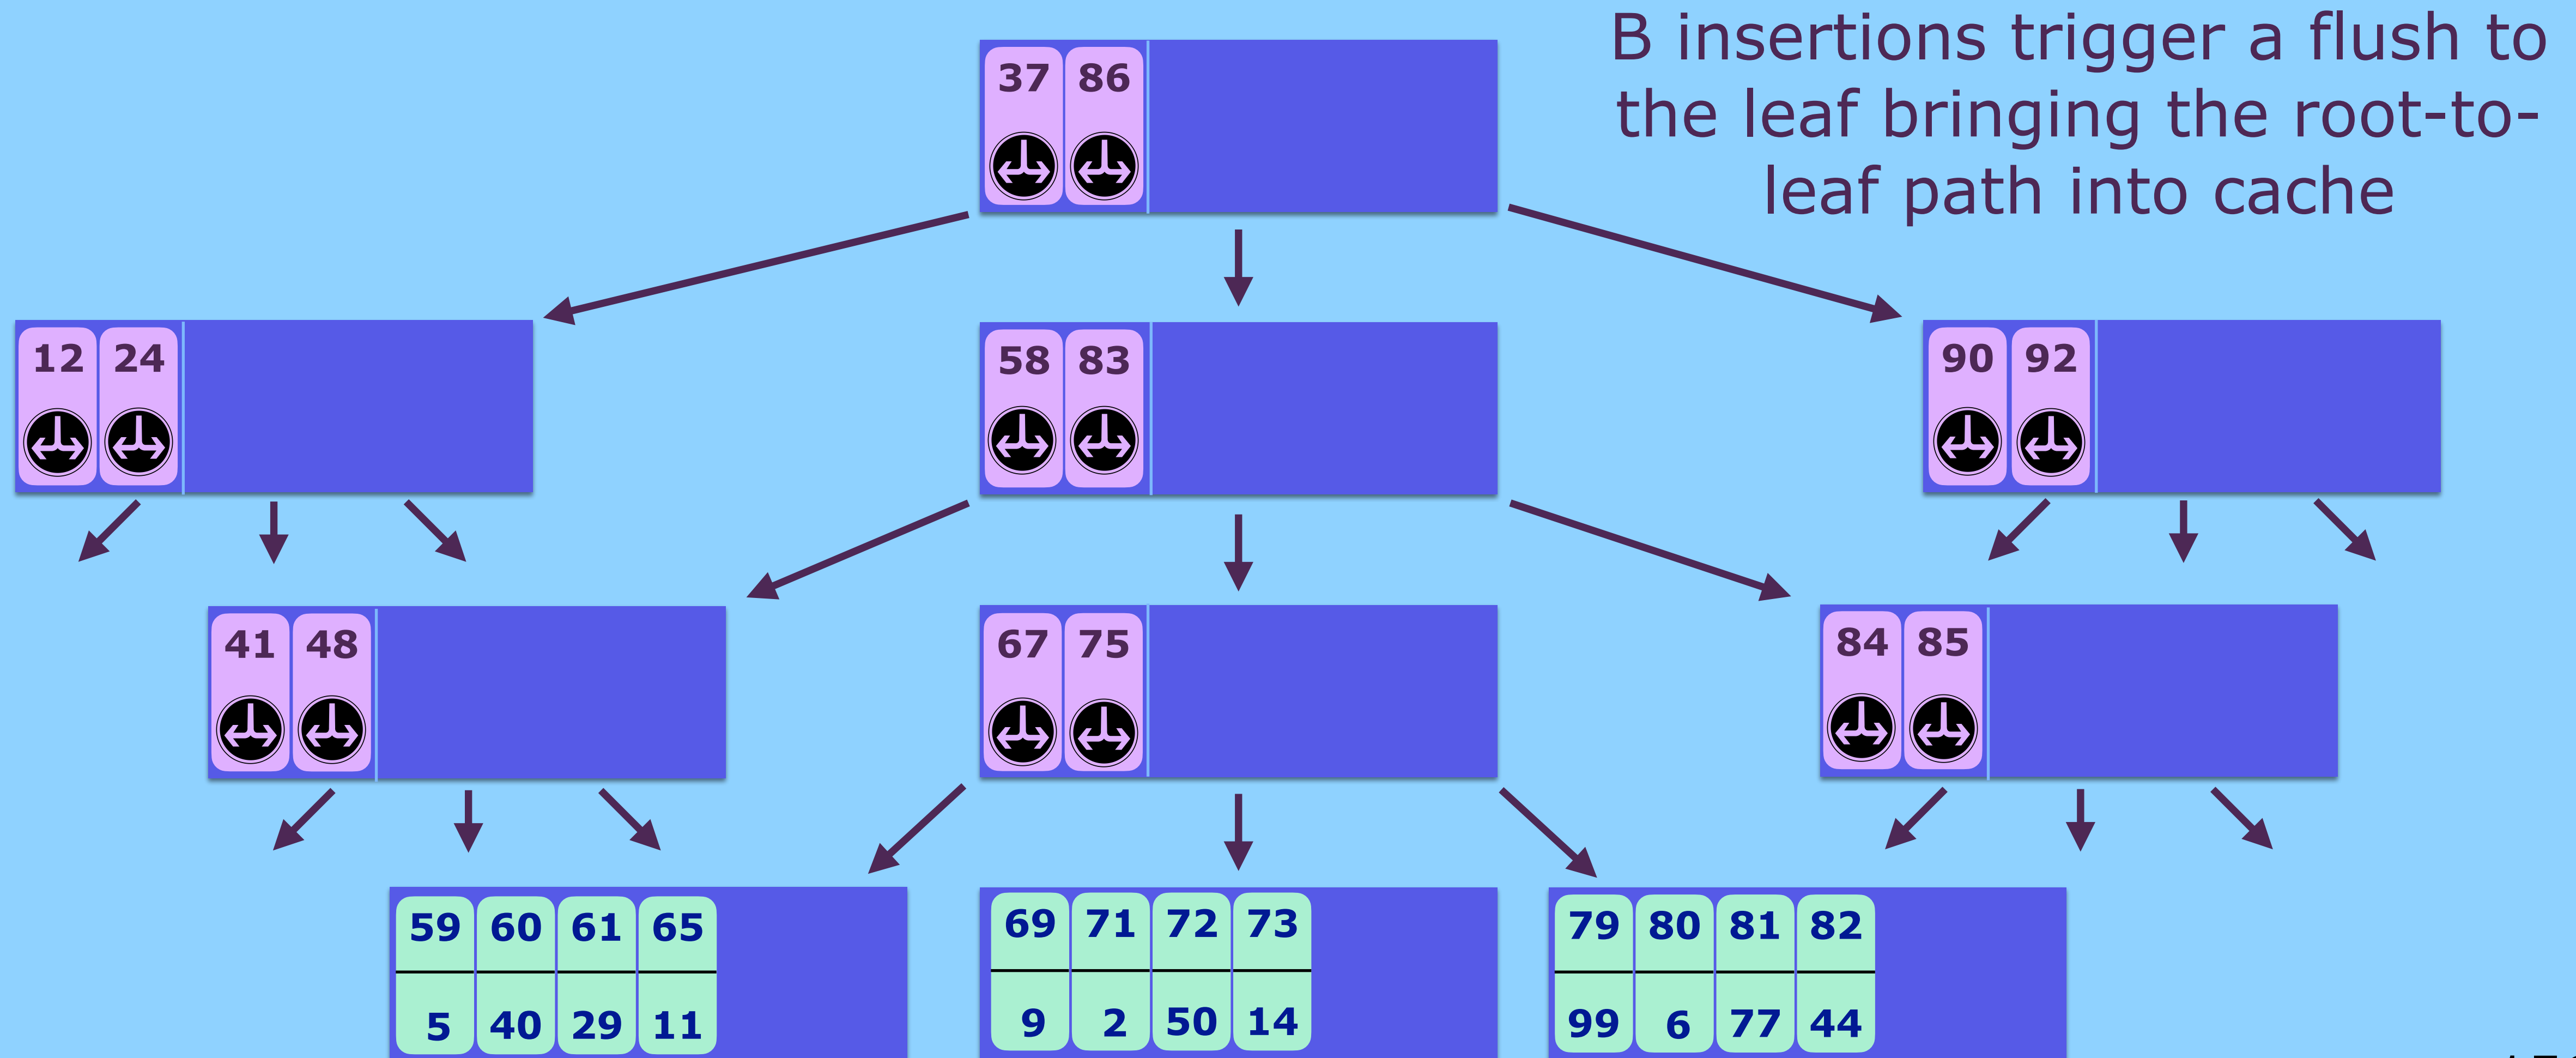 B insertions trigger a flush to
the leaf bringing the root-to-
leaf path into cache
37 86
12 24
58 83
90 92
41 48
67 75
84 85
59 60 61 65
5 40 29 11
69 71 72 73
9 2 50 14
79 80 81 82
99 6 77 44